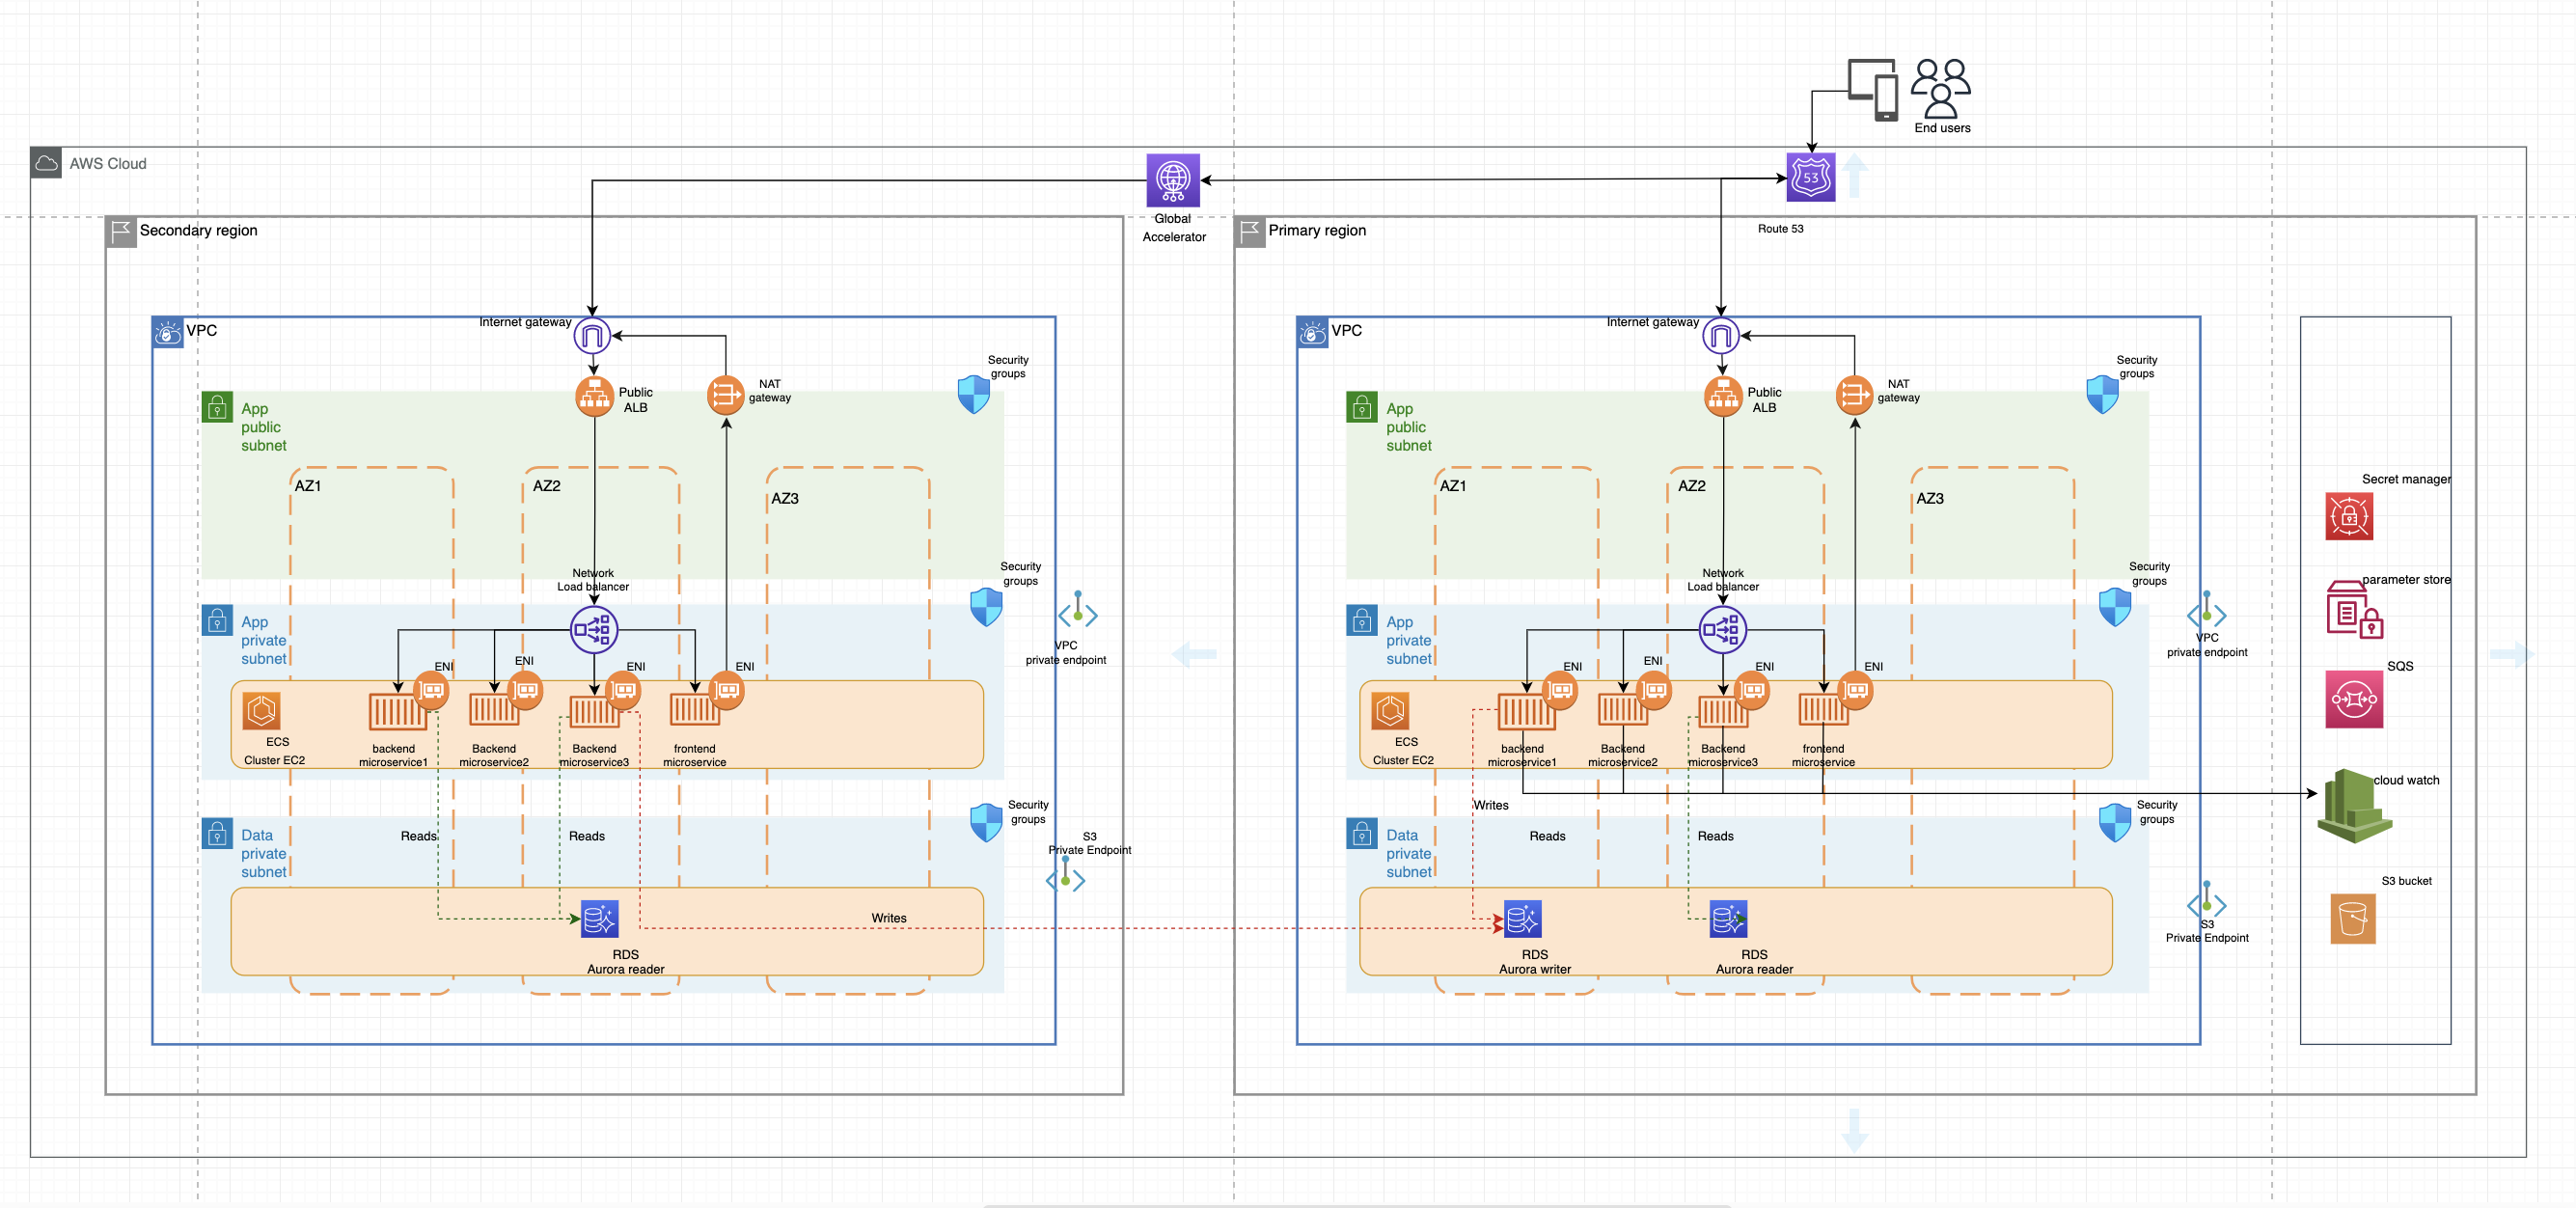 End users
AWS Cloud
53
Global
Accelerator
Route 53
Secondary region
Primary region
VPC
Internet gateway
Security
groups
Public
ALB
NAT
gateway
App
public
subnet
AZ1
AZ2
AZ3
Network
Load balancer
Security
groups
App
private
subnet
VPC
private endpoint
ENI
ENI
ENI
ENI
ECS
Cluster EC2
backend
microservice1
Backend
microservice2
Backend
microservice3
frontend
microservice
Security
groups
Data
private
subnet
Reads
Reads
S3
Private Endpoint
Writes
RDS
Aurora reader
VPC
Internet gateway
Security
groups
Public
ALB
NAT
gateway
App
public
subnet
AZ1
AZ2
AZ3
Network
Load balancer
Security
groups
App
private
subnet
VPC
private endpoint
ENI
ENI
ENI
ENI
ECS
Cluster EC2
backend
microservice1
Backend
microservice2
Backend
microservice3
frontend
microservice
Writes
Security
groups
Data
private
subnet
Reads
Reads
S3
Private Endpoint
RDS
Aurora writer
RDS
Aurora reader
Secret manager
parameter store
SQS
cloud watch
S3 bucket